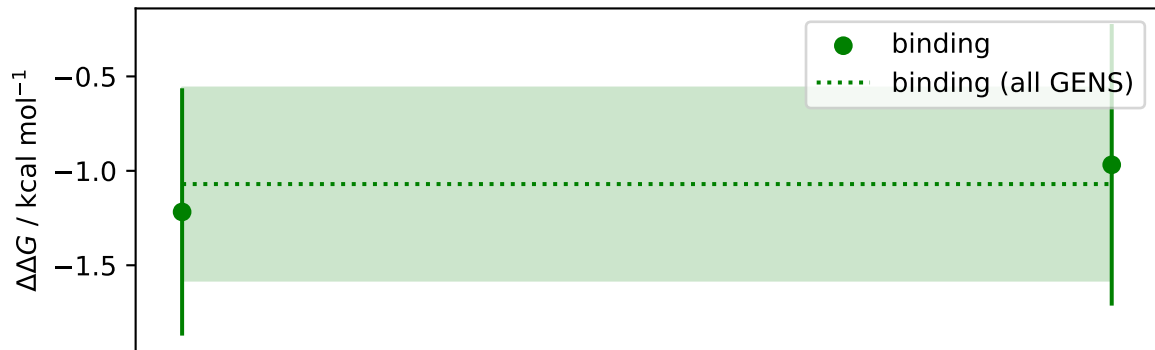 ΔΔG / kcal mol⁻¹
−0.5
−1.0
−1.5
binding
binding (all GENS)